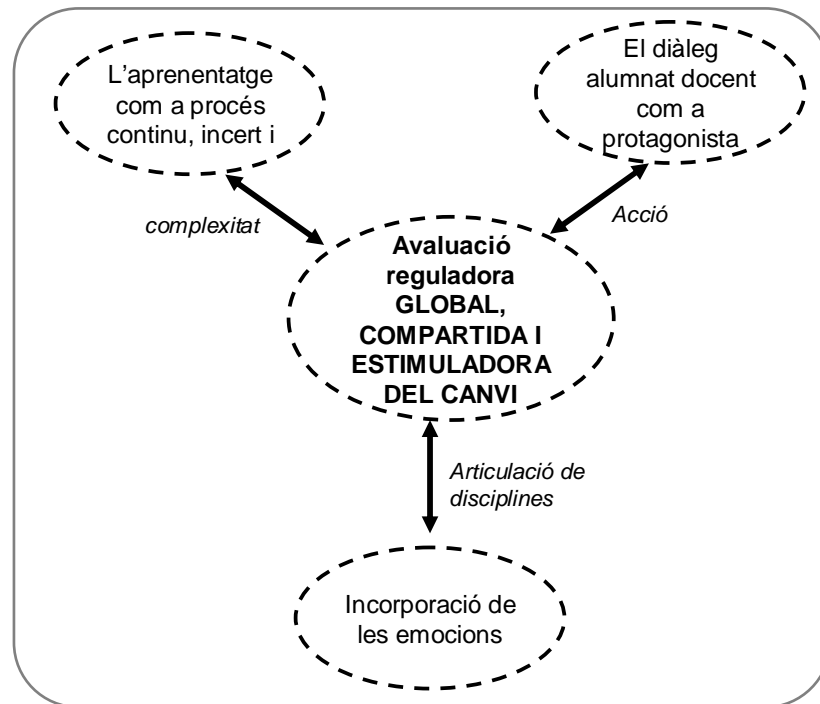 L’aprenentatge
com a procés
continu, incert i
El diàleg
alumnat docent
com a
protagonista
complexitat
Acció
Avaluació
reguladora
GLOBAL,
COMPARTIDA I
ESTIMULADORA
DEL CANVI
Articulació de
disciplines
Incorporació de
les emocions